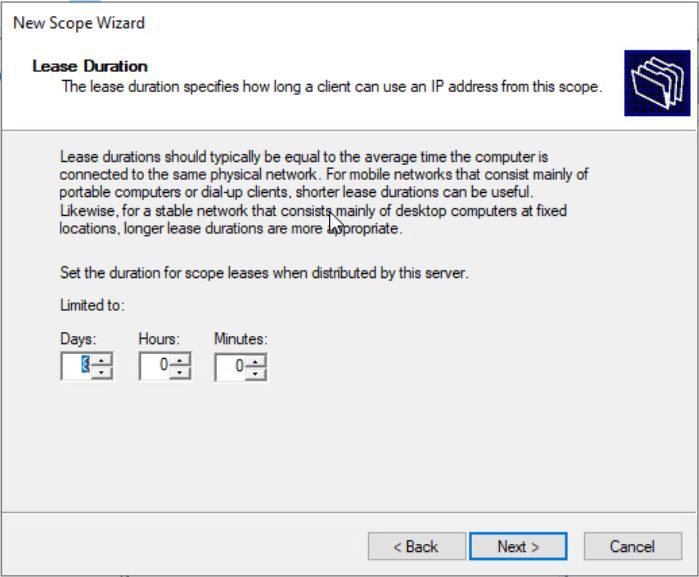 New Scope Wizard
Lease Duration
The lease duration specifies how long a client can use an IP address from this scope.
Lease durations should typically be equal to the average time the computer is
connected to the same physical network. For mobile networks that consist mainly of
portable computers or dial-up clients, shorter lease durations can be useful.
Likewise, for a stable network that consists mainly of desktop computers at fixed
locations, longer lease durations are more appropriate.
Set the duration for scope leases when distributed by this server.
Limited to:
Days: Hours: Minutes:
0 0
< Back Next > Cancel